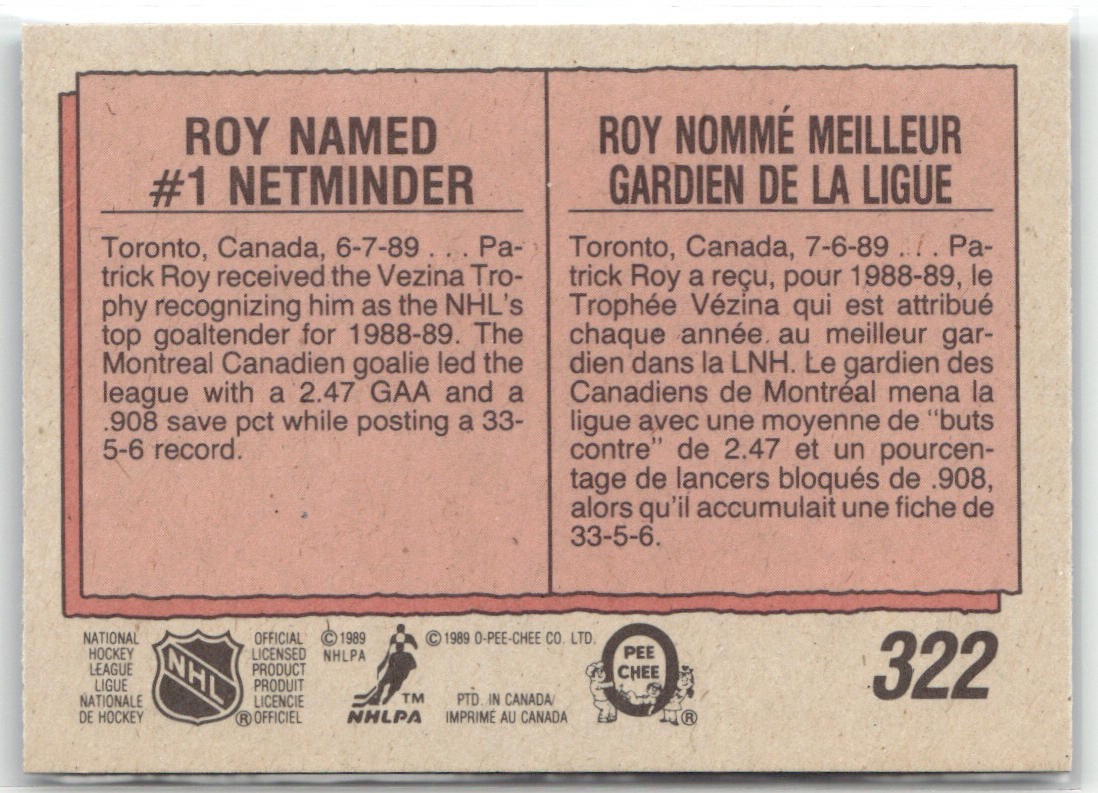 ROY NAMED
#1 NETMINDER
Toronto, Canada, 6-7-89 . . . Pa-
trick Roy received the Vezina Tro-
phy recognizing him as the NHL's
top goaltender for 1988-89. The
Montreal Canadien goalie led the
league with a 2.47 GAA and a
.908 save pct while posting a 33-
5-6 record.
ROY NOMMÉ MEILLEUR
GARDIEN DE LA LIGUE
Toronto, Canada, 7-6-89 . . . Pa-
trick Roy a reçu, pour 1988-89, le
Trophée Vézina qui est attribué
chaque année au meilleur gar-
dien dans la LNH. Le gardien des
Canadiens de Montréal mena la
ligue avec une moyenne de "buts
contre" de 2.47 et un pourcen-
tage de lancers bloqués de .908,
alors qu'il accumulait une fiche de
33-5-6.
NATIONAL
HOCKEY
LEAGUE
LIGUE
NATIONALE
DE HOCKEY
NHL
®
OFFICIAL
LICENSED
PRODUCT
PRODUIT
LICENCIE
OFFICIEL
© 1989
NHLPA
TM
NHLPA
© 1989 O-PEE-CHEE CO. LTD.
PTD. IN CANADA/
IMPRIMÉ AU CANADA
PEE
CHEE
®
322